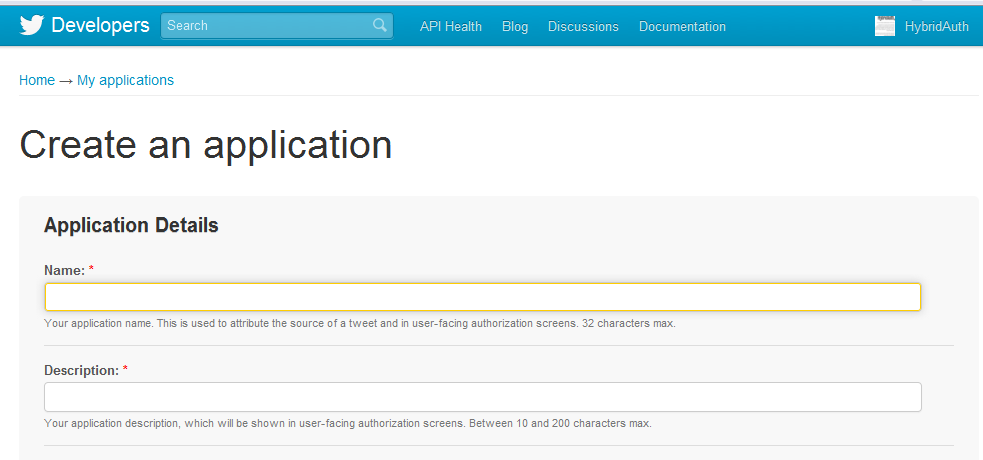 Developers Search API Health Blog Discussions Documentation HybridAuth
Home → My applications
Create an application
Application Details
Name: *
Your application name. This is used to attribute the source of a tweet and in user-facing authorization screens. 32 characters max.
Description: *
Your application description, which will be shown in user-facing authorization screens. Between 10 and 200 characters max.